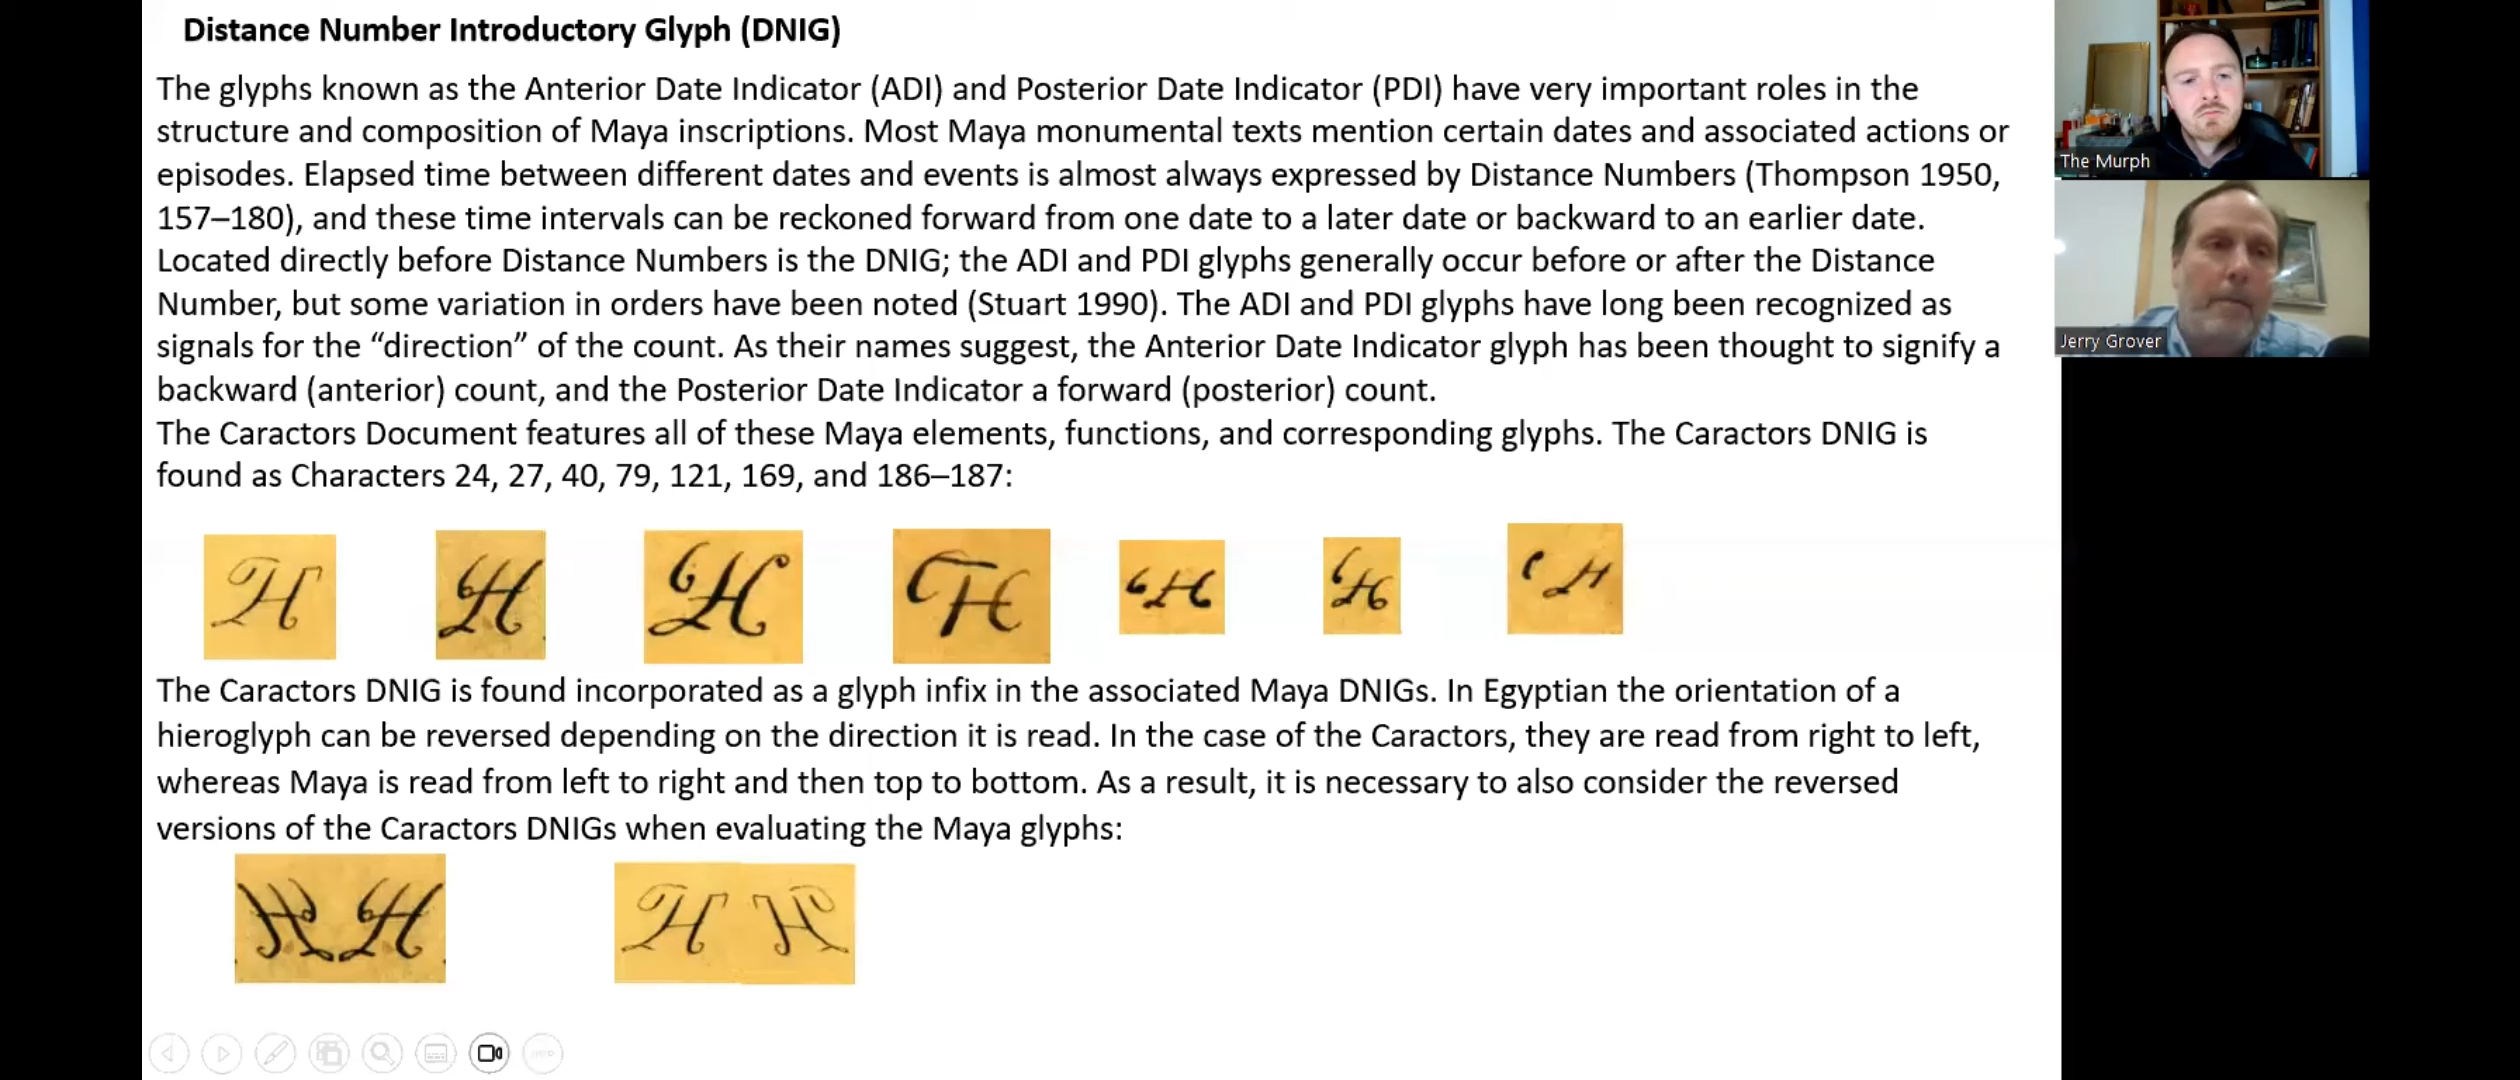 Distance Number Introductory Glyph (DNIG)
The glyphs known as the Anterior Date Indicator (ADI) and Posterior Date Indicator (PDI) have very important roles in the
structure and composition of Maya inscriptions. Most Maya monumental texts mention certain dates and associated actions or
episodes. Elapsed time between different dates and events is almost always expressed by Distance Numbers (Thompson 1950,
157–180), and these time intervals can be reckoned forward from one date to a later date or backward to an earlier date.
Located directly before Distance Numbers is the DNIG; the ADI and PDI glyphs generally occur before or after the Distance
Number, but some variation in orders have been noted (Stuart 1990). The ADI and PDI glyphs have long been recognized as
signals for the “direction” of the count. As their names suggest, the Anterior Date Indicator glyph has been thought to signify a
backward (anterior) count, and the Posterior Date Indicator a forward (posterior) count.
The Caractors Document features all of these Maya elements, functions, and corresponding glyphs. The Caractors DNIG is
found as Characters 24, 27, 40, 79, 121, 169, and 186–187:
The Caractors DNIG is found incorporated as a glyph infix in the associated Maya DNIGs. In Egyptian the orientation of a
hieroglyph can be reversed depending on the direction it is read. In the case of the Caractors, they are read from right to left,
whereas Maya is read from left to right and then top to bottom. As a result, it is necessary to also consider the reversed
versions of the Caractors DNIGs when evaluating the Maya glyphs:
The Murph
Jerry Grover